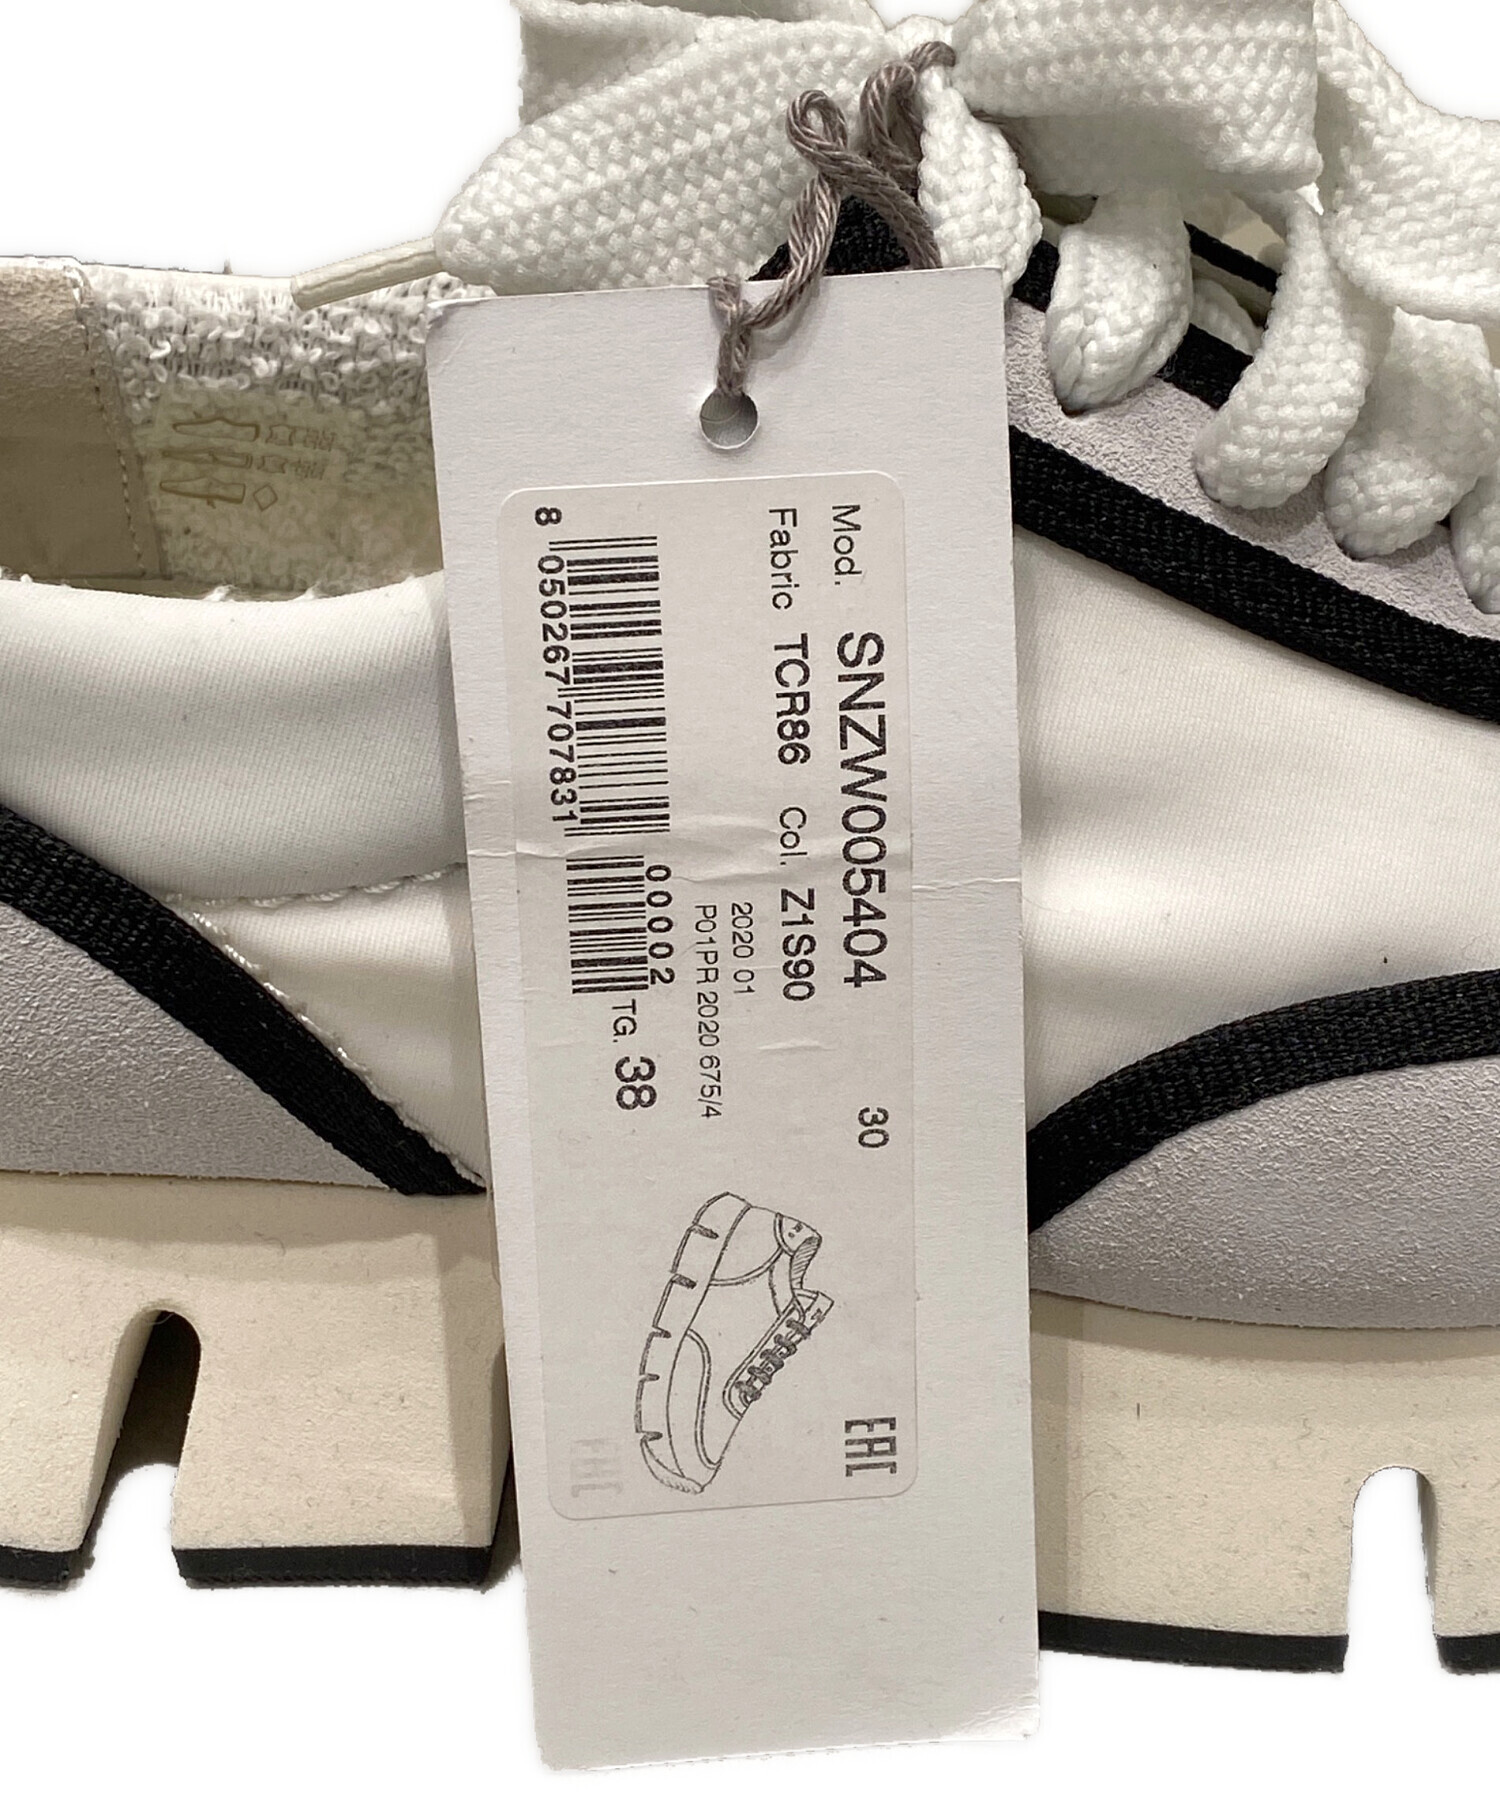 Mod. SNZW005404 30
Fabric TCR86 Col. Z1S90
2020 01
P01PR 2020 675/4
00002
TG. 38
8 050267 707831
EAC